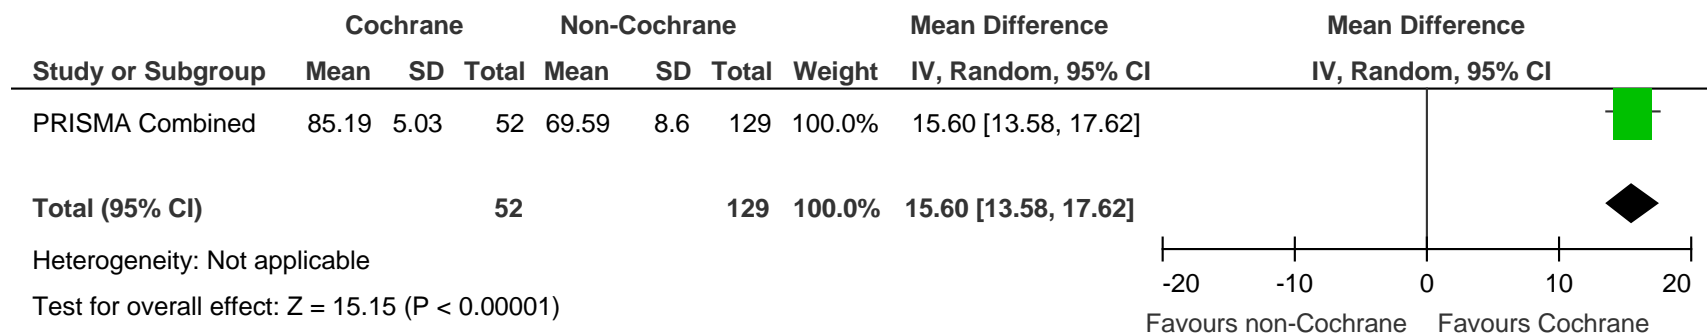 Cochrane Non-Cochrane Mean Difference Mean Difference
Study or Subgroup Mean SD Total Mean SD Total Weight IV, Random, 95% CI IV, Random, 95% CI
PRISMA Combined 85.19 5.03 52 69.59 8.6 129 100.0% 15.60 [13.58, 17.62]
Total (95% CI) 52 129 100.0% 15.60 [13.58, 17.62]
Heterogeneity: Not applicable
Test for overall effect: Z = 15.15 (P < 0.00001)
-20 -10 0 10 20
Favours non-Cochrane Favours Cochrane